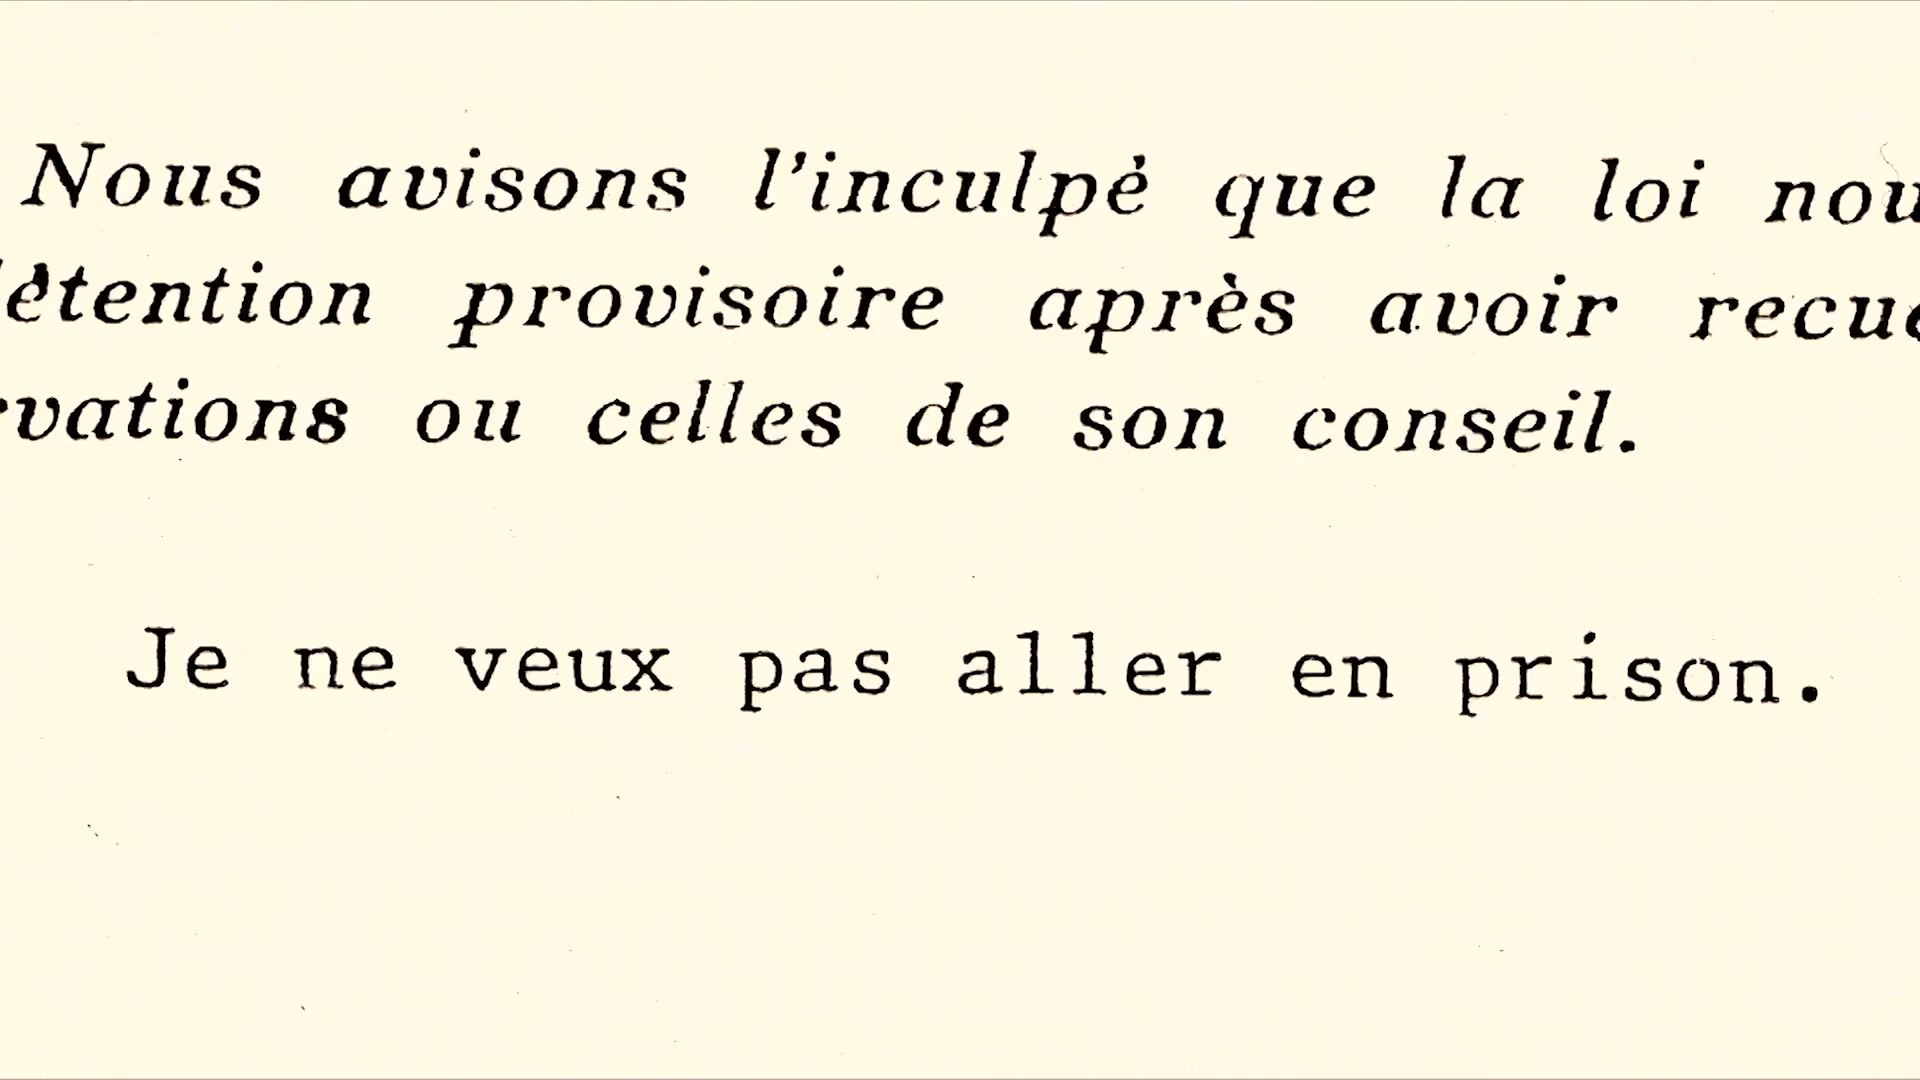 Nous avisons l'inculpé que la loi nou
étention provisoire après avoir recue
rvations ou celles de son conseil.
Je ne veux pas aller en prison.